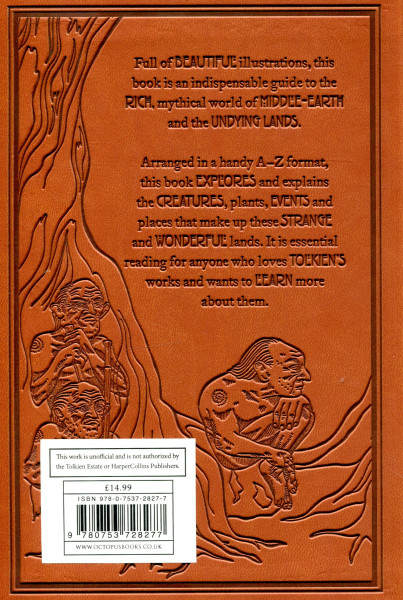 Full of BEAUTIFUL illustrations, this
book is an indispensable guide to the
RICH, mythical world of MIDDLE-EARTH
and the UNDYING LANDS.
Arranged in a handy A–Z format,
this book EXPLORES and explains
the CREATURES, plants, EVENTS and
places that make up these STRANGE
and WONDERFUL lands. It is essential
reading for anyone who loves TOLKIEN'S
works and wants to LEARN more
about them.
This work is unofficial and is not authorized by
the Tolkien Estate or HarperCollins Publishers.
£14.99
ISBN 978-0-7537-2827-7
9 780753 728277
WWW.OCTOPUSBOOKS.CO.UK